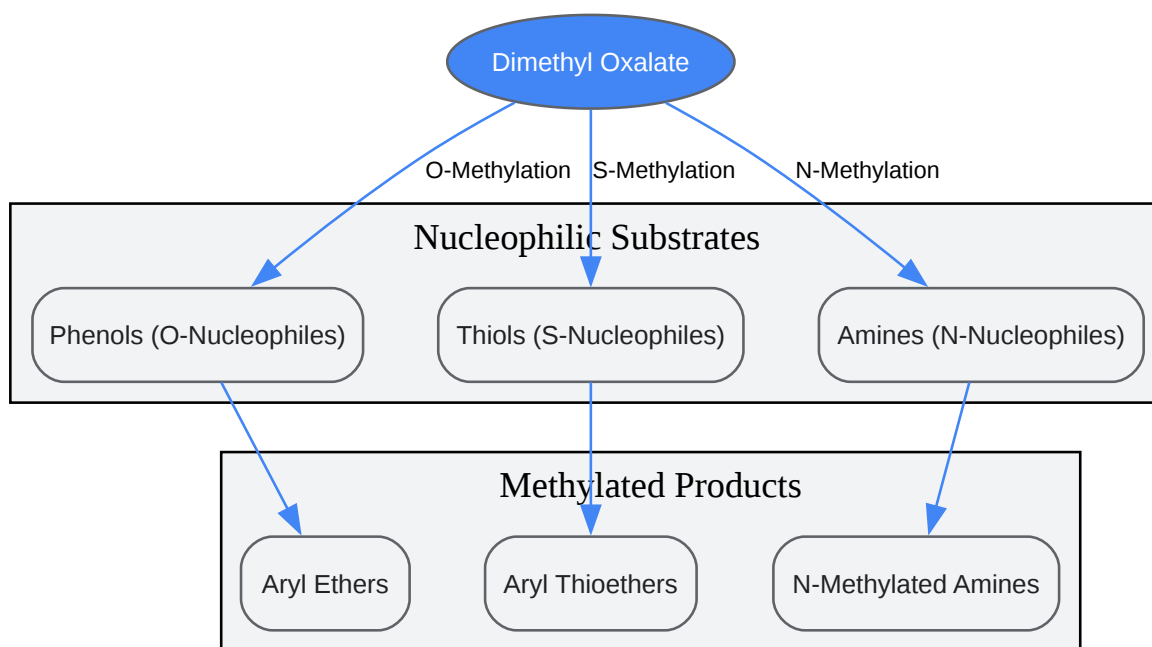 Dimethyl Oxalate
O-Methylation
S-Methylation
N-Methylation
Nucleophilic Substrates
Phenols (O-Nucleophiles)
Thiols (S-Nucleophiles)
Amines (N-Nucleophiles)
Methylated Products
Aryl Ethers
Aryl Thioethers
N-Methylated Amines